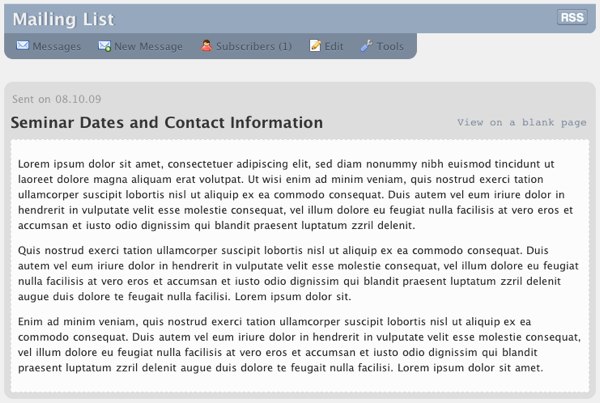 Mailing List RSS
Messages New Message Subscribers (1) Edit Tools
Sent on 08.10.09
Seminar Dates and Contact Information View on a blank page
Lorem ipsum dolor sit amet, consectetuer adipiscing elit, sed diam nonummy nibh euismod tincidunt ut
laoreet dolore magna aliquam erat volutpat. Ut wisi enim ad minim veniam, quis nostrud exerci tation
ullamcorper suscipit lobortis nisl ut aliquip ex ea commodo consequat. Duis autem vel eum iriure dolor in
hendrerit in vulputate velit esse molestie consequat, vel illum dolore eu feugiat nulla facilisis at vero eros et
accumsan et iusto odio dignissim qui blandit praesent luptatum zzril delenit.
Quis nostrud exerci tation ullamcorper suscipit lobortis nisl ut aliquip ex ea commodo consequat. Duis
autem vel eum iriure dolor in hendrerit in vulputate velit esse molestie consequat, vel illum dolore eu feugiat
nulla facilisis at vero eros et accumsan et iusto odio dignissim qui blandit praesent luptatum zzril delenit
augue duis dolore te feugait nulla facilisi. Lorem ipsum dolor sit.
Enim ad minim veniam, quis nostrud exerci tation ullamcorper suscipit lobortis nisl ut aliquip ex ea
commodo consequat. Duis autem vel eum iriure dolor in hendrerit in vulputate velit esse molestie consequat,
vel illum dolore eu feugiat nulla facilisis at vero eros et accumsan et iusto odio dignissim qui blandit
praesent luptatum zzril delenit augue duis dolore te feugait nulla facilisi. Lorem ipsum dolor sit amet.